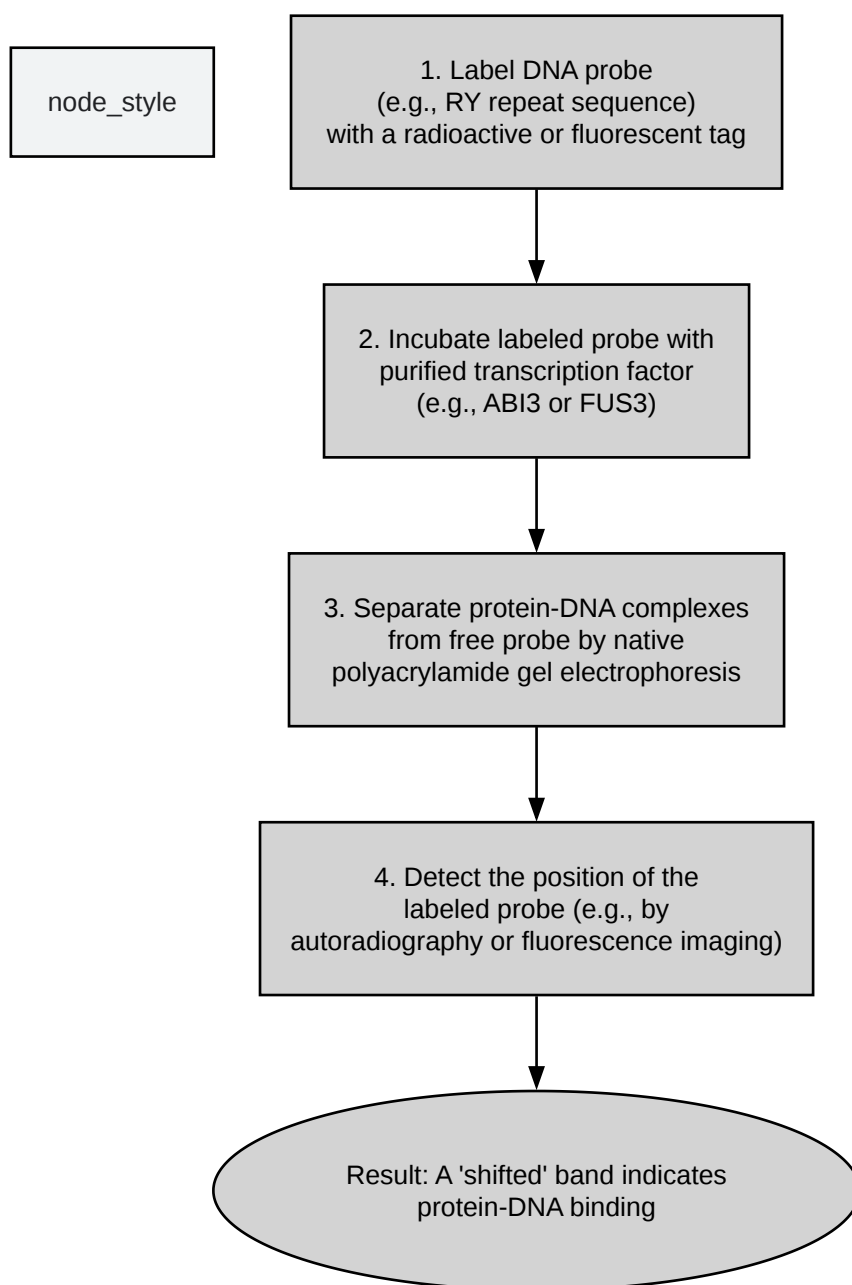 node_style
1. Label DNA probe
(e.g., RY repeat sequence)
with a radioactive or fluorescent tag
2. Incubate labeled probe with
purified transcription factor
(e.g., ABI3 or FUS3)
3. Separate protein-DNA complexes
from free probe by native
polyacrylamide gel electrophoresis
4. Detect the position of the
labeled probe (e.g., by
autoradiography or fluorescence imaging)
Result: A 'shifted' band indicates
protein-DNA binding